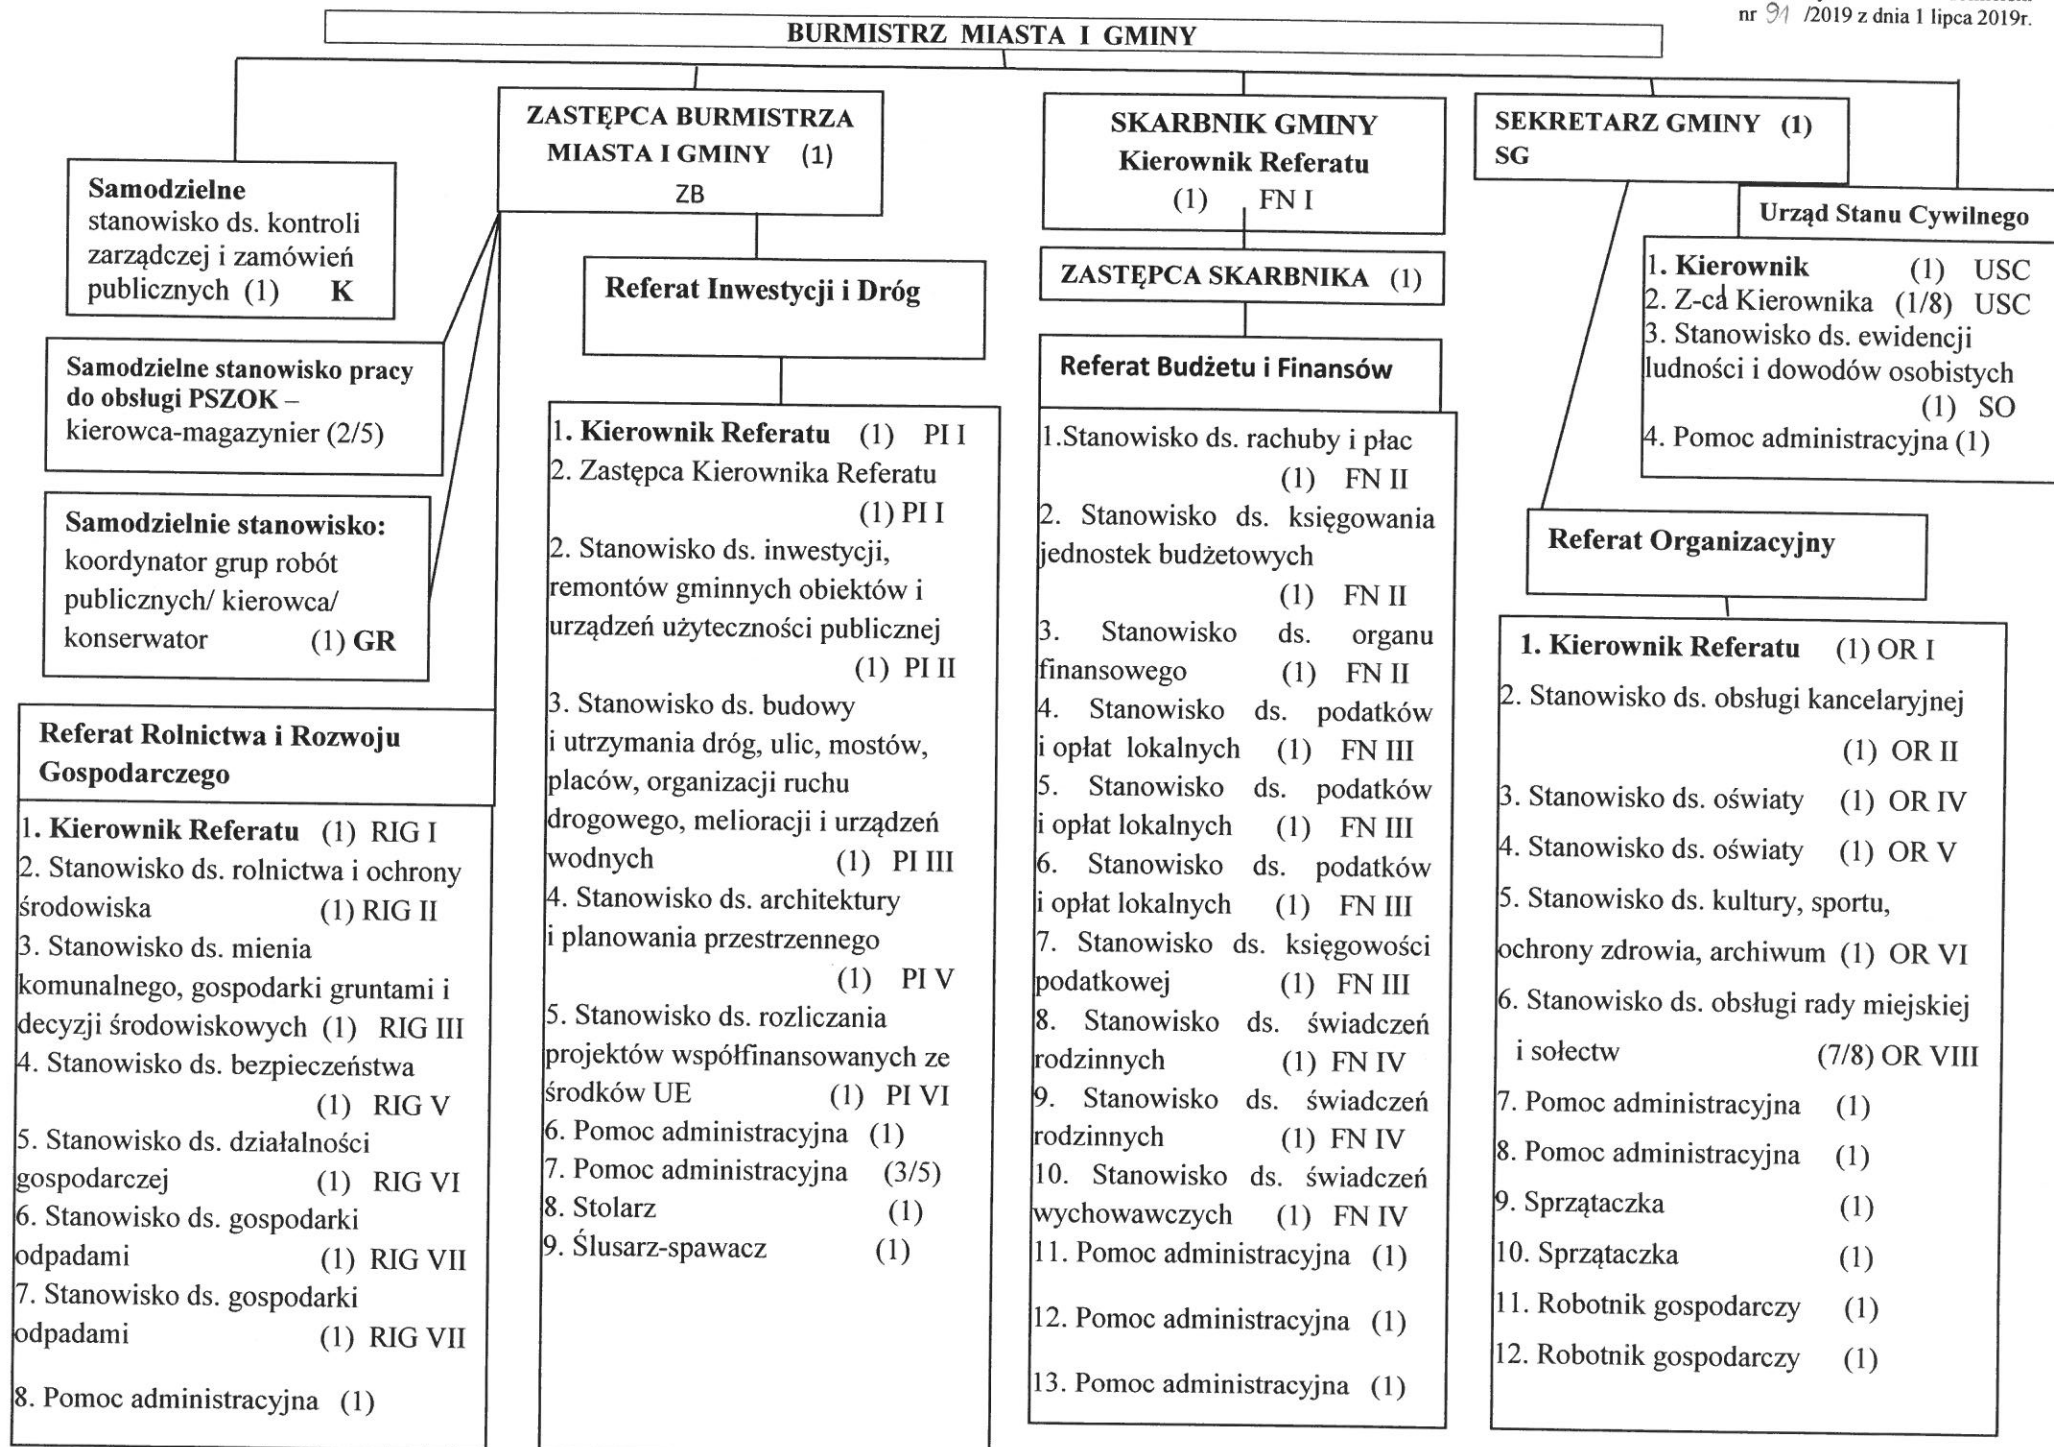 nr 91 /2019 z dnia 1 lipca 2019r.
BURMISTRZ MIASTA I GMINY
ZASTĘPCA BURMISTRZA
MIASTA I GMINY (1)
ZB
SKARBNIK GMINY
Kierownik Referatu
(1) FN I
SEKRETARZ GMINY (1)
SG
Samodzielne
stanowisko ds. kontroli
zarządczej i zamówień
publicznych (1) K
Samodzielne stanowisko pracy
do obsługi PSZOK –
kierowca-magazynier (2/5)
Samodzielnie stanowisko:
koordynator grup robót
publicznych/ kierowca/
konserwator (1) GR
Referat Rolnictwa i Rozwoju
Gospodarczego
1. Kierownik Referatu (1) RIG I
2. Stanowisko ds. rolnictwa i ochrony
środowiska (1) RIG II
3. Stanowisko ds. mienia
komunalnego, gospodarki gruntami i
decyzji środowiskowych (1) RIG III
4. Stanowisko ds. bezpieczeństwa
(1) RIG V
5. Stanowisko ds. działalności
gospodarczej (1) RIG VI
6. Stanowisko ds. gospodarki
odpadami (1) RIG VII
7. Stanowisko ds. gospodarki
odpadami (1) RIG VII
8. Pomoc administracyjna (1)
Referat Inwestycji i Dróg
1. Kierownik Referatu (1) PI I
2. Zastępca Kierownika Referatu
(1) PI I
2. Stanowisko ds. inwestycji,
remontów gminnych obiektów i
urządzeń użyteczności publicznej
(1) PI II
3. Stanowisko ds. budowy
i utrzymania dróg, ulic, mostów,
placów, organizacji ruchu
drogowego, melioracji i urządzeń
wodnych (1) PI III
4. Stanowisko ds. architektury
i planowania przestrzennego
(1) PI V
5. Stanowisko ds. rozliczania
projektów współfinansowanych ze
środków UE (1) PI VI
6. Pomoc administracyjna (1)
7. Pomoc administracyjna (3/5)
8. Stolarz (1)
9. Ślusarz-spawacz (1)
ZASTĘPCA SKARBNIKA (1)
Referat Budżetu i Finansów
1.Stanowisko ds. rachuby i płac
(1) FN II
2. Stanowisko ds. księgowania
jednostek budżetowych
(1) FN II
3. Stanowisko ds. organu
finansowego (1) FN II
4. Stanowisko ds. podatków
i opłat lokalnych (1) FN III
5. Stanowisko ds. podatków
i opłat lokalnych (1) FN III
6. Stanowisko ds. podatków
i opłat lokalnych (1) FN III
7. Stanowisko ds. księgowości
podatkowej (1) FN III
8. Stanowisko ds. świadczeń
rodzinnych (1) FN IV
9. Stanowisko ds. świadczeń
rodzinnych (1) FN IV
10. Stanowisko ds. świadczeń
wychowawczych (1) FN IV
11. Pomoc administracyjna (1)
12. Pomoc administracyjna (1)
13. Pomoc administracyjna (1)
Urząd Stanu Cywilnego
1. Kierownik (1) USC
2. Z-ca Kierownika (1/8) USC
3. Stanowisko ds. ewidencji
ludności i dowodów osobistych
(1) SO
4. Pomoc administracyjna (1)
Referat Organizacyjny
1. Kierownik Referatu (1) OR I
2. Stanowisko ds. obsługi kancelaryjnej
(1) OR II
3. Stanowisko ds. oświaty (1) OR IV
4. Stanowisko ds. oświaty (1) OR V
5. Stanowisko ds. kultury, sportu,
ochrony zdrowia, archiwum (1) OR VI
6. Stanowisko ds. obsługi rady miejskiej
i sołectw (7/8) OR VIII
7. Pomoc administracyjna (1)
8. Pomoc administracyjna (1)
9. Sprzątaczka (1)
10. Sprzątaczka (1)
11. Robotnik gospodarczy (1)
12. Robotnik gospodarczy (1)